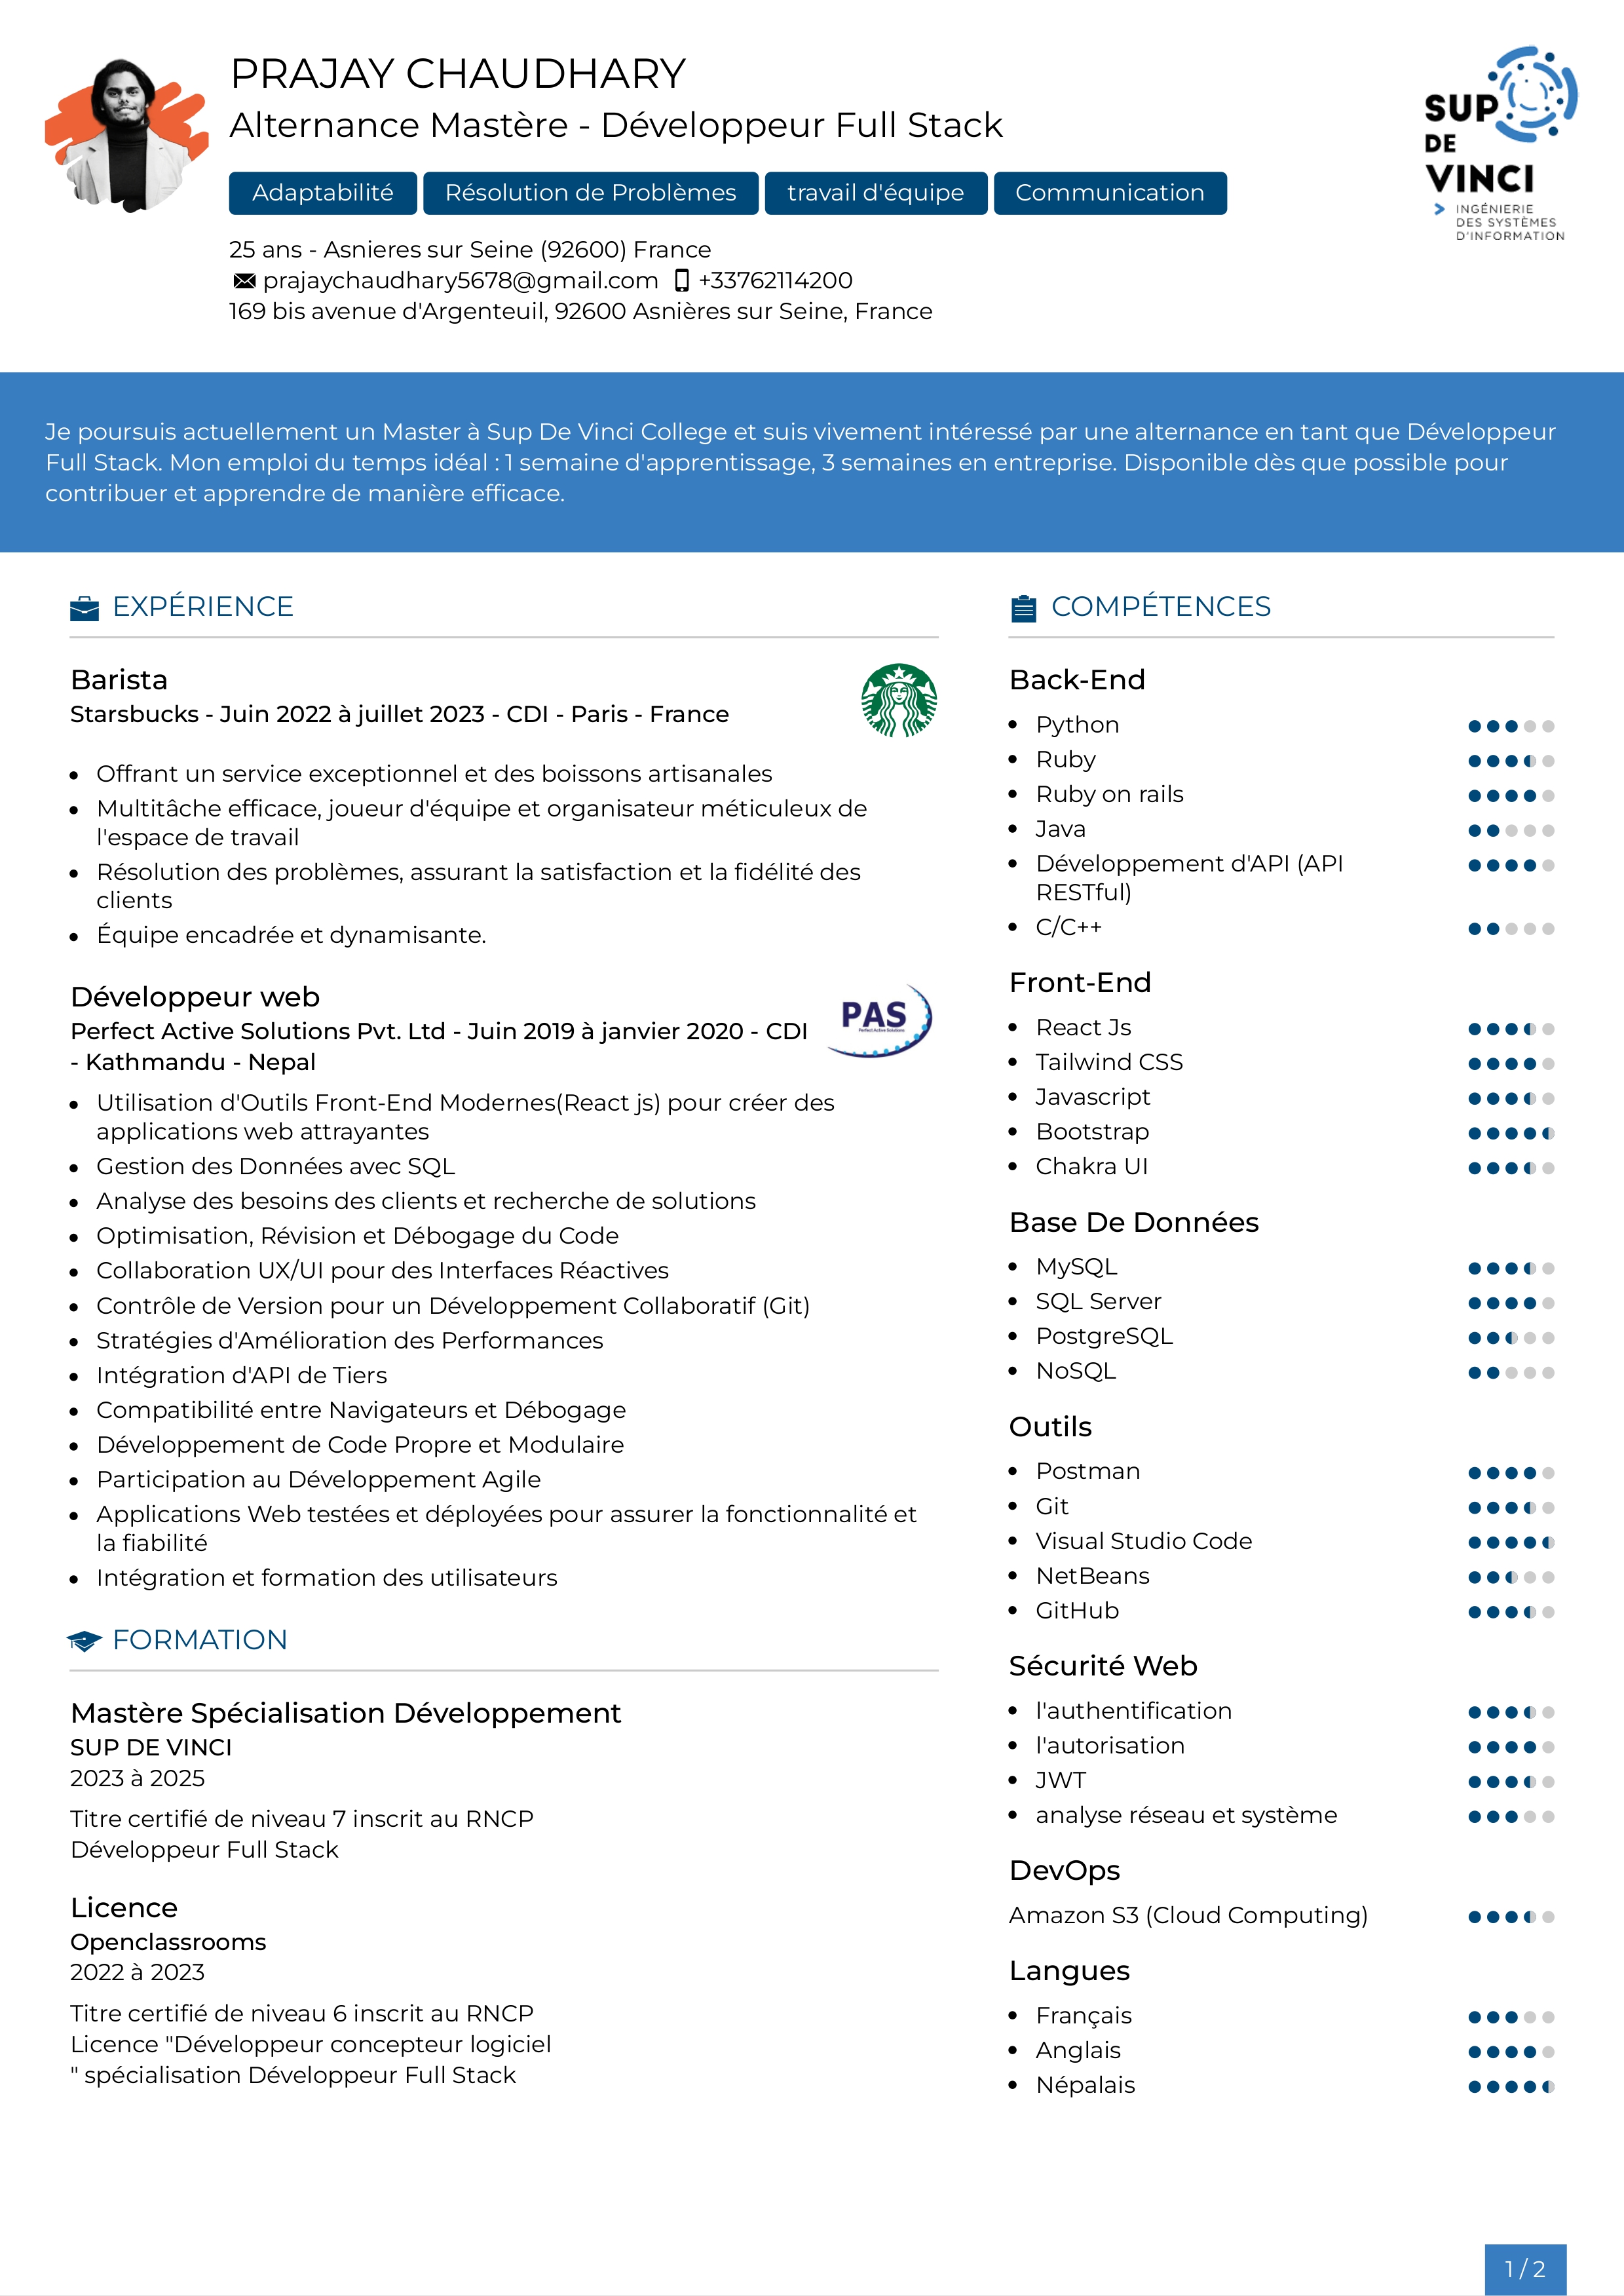 PRAJAY CHAUDHARY
Alternance Mastère - Développeur Full Stack
Adaptabilité
Résolution de Problèmes
travail d'équipe
Communication
25 ans - Asnieres sur Seine (92600) France
prajaychaudhary5678@gmail.com +33762114200
169 bis avenue d'Argenteuil, 92600 Asnières sur Seine, France
SUP
DE
VINCI
INGÉNIERIE
DES SYSTÈMES
D'INFORMATION
Je poursuis actuellement un Master à Sup De Vinci College et suis vivement intéressé par une alternance en tant que Développeur
Full Stack. Mon emploi du temps idéal : 1 semaine d'apprentissage, 3 semaines en entreprise. Disponible dès que possible pour
contribuer et apprendre de manière efficace.
EXPÉRIENCE
Barista
Starsbucks - Juin 2022 à juillet 2023 - CDI - Paris - France
• Offrant un service exceptionnel et des boissons artisanales
• Multitâche efficace, joueur d'équipe et organisateur méticuleux de
l'espace de travail
• Résolution des problèmes, assurant la satisfaction et la fidélité des
clients
• Équipe encadrée et dynamisante.
Développeur web
Perfect Active Solutions Pvt. Ltd - Juin 2019 à janvier 2020 - CDI
- Kathmandu - Nepal
PAS
Perfect Active Solutions
• Utilisation d'Outils Front-End Modernes(React js) pour créer des
applications web attrayantes
• Gestion des Données avec SQL
• Analyse des besoins des clients et recherche de solutions
• Optimisation, Révision et Débogage du Code
• Collaboration UX/UI pour des Interfaces Réactives
• Contrôle de Version pour un Développement Collaboratif (Git)
• Stratégies d'Amélioration des Performances
• Intégration d'API de Tiers
• Compatibilité entre Navigateurs et Débogage
• Développement de Code Propre et Modulaire
• Participation au Développement Agile
• Applications Web testées et déployées pour assurer la fonctionnalité et
la fiabilité
• Intégration et formation des utilisateurs
FORMATION
Mastère Spécialisation Développement
SUP DE VINCI
2023 à 2025
Titre certifié de niveau 7 inscrit au RNCP
Développeur Full Stack
Licence
Openclassrooms
2022 à 2023
Titre certifié de niveau 6 inscrit au RNCP
Licence "Développeur concepteur logiciel
" spécialisation Développeur Full Stack
COMPÉTENCES
Back-End
• Python
• Ruby
• Ruby on rails
• Java
• Développement d'API (API
RESTful)
• C/C++
Front-End
• React Js
• Tailwind CSS
• Javascript
• Bootstrap
• Chakra UI
Base De Données
• MySQL
• SQL Server
• PostgreSQL
• NoSQL
Outils
• Postman
• Git
• Visual Studio Code
• NetBeans
• GitHub
Sécurité Web
• l'authentification
• l'autorisation
• JWT
• analyse réseau et système
DevOps
Amazon S3 (Cloud Computing)
Langues
• Français
• Anglais
• Népalais
1 / 2